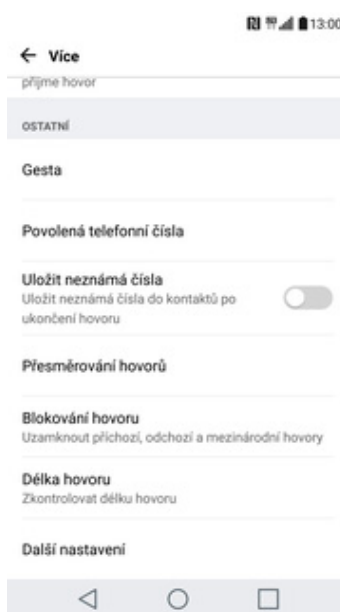 13:00
Více
přijme hovor
OSTATNÍ
Gesta
Povolená telefonní čísla
Uložit neznámá čísla
Uložit neznámá čísla do kontaktů po
ukončení hovoru
Přesměrování hovorů
Blokování hovoru
Uzamknout příchozí, odchozí a mezinárodní hovory
Délka hovoru
Zkontrolovat délku hovoru
Další nastavení